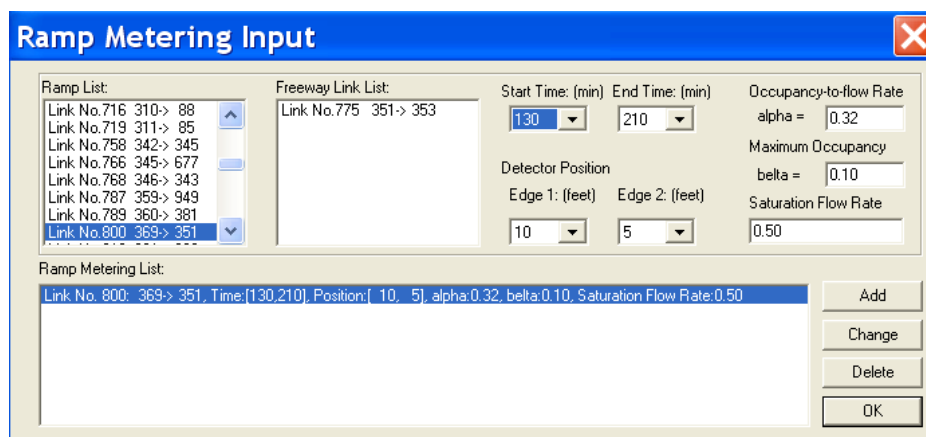 Ramp Metering Input
Ramp List:
Link No.716 310-> 88
Link No.719 311-> 85
Link No.758 342-> 345
Link No.766 345-> 677
Link No.768 346-> 343
Link No.787 359-> 949
Link No.789 360-> 381
Link No.800 369-> 351
Freeway Link List:
Link No.775 351-> 353
Start Time: (min) End Time: (min)
130 210
Detector Position
Edge 1: (feet) Edge 2: (feet)
10 5
Occupancy-to-flow Rate
alpha = 0.32
Maximum Occupancy
belta = 0.10
Saturation Flow Rate
0.50
Ramp Metering List:
Link No. 800: 369-> 351, Time:[130,210], Position:[ 10, 5], alpha:0.32, belta:0.10, Saturation Flow Rate:0.50
Add
Change
Delete
OK